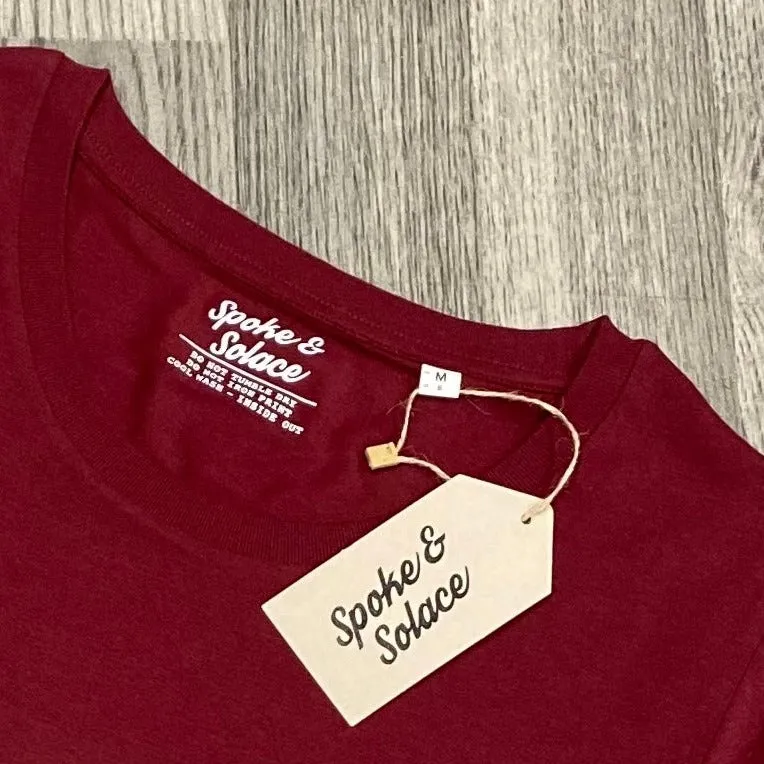 Spoke &
Solace
DO NOT TUMBLE DRY
DO NOT IRON PRINT
COOL WASH - INSIDE OUT
M
Spoke &
Solace